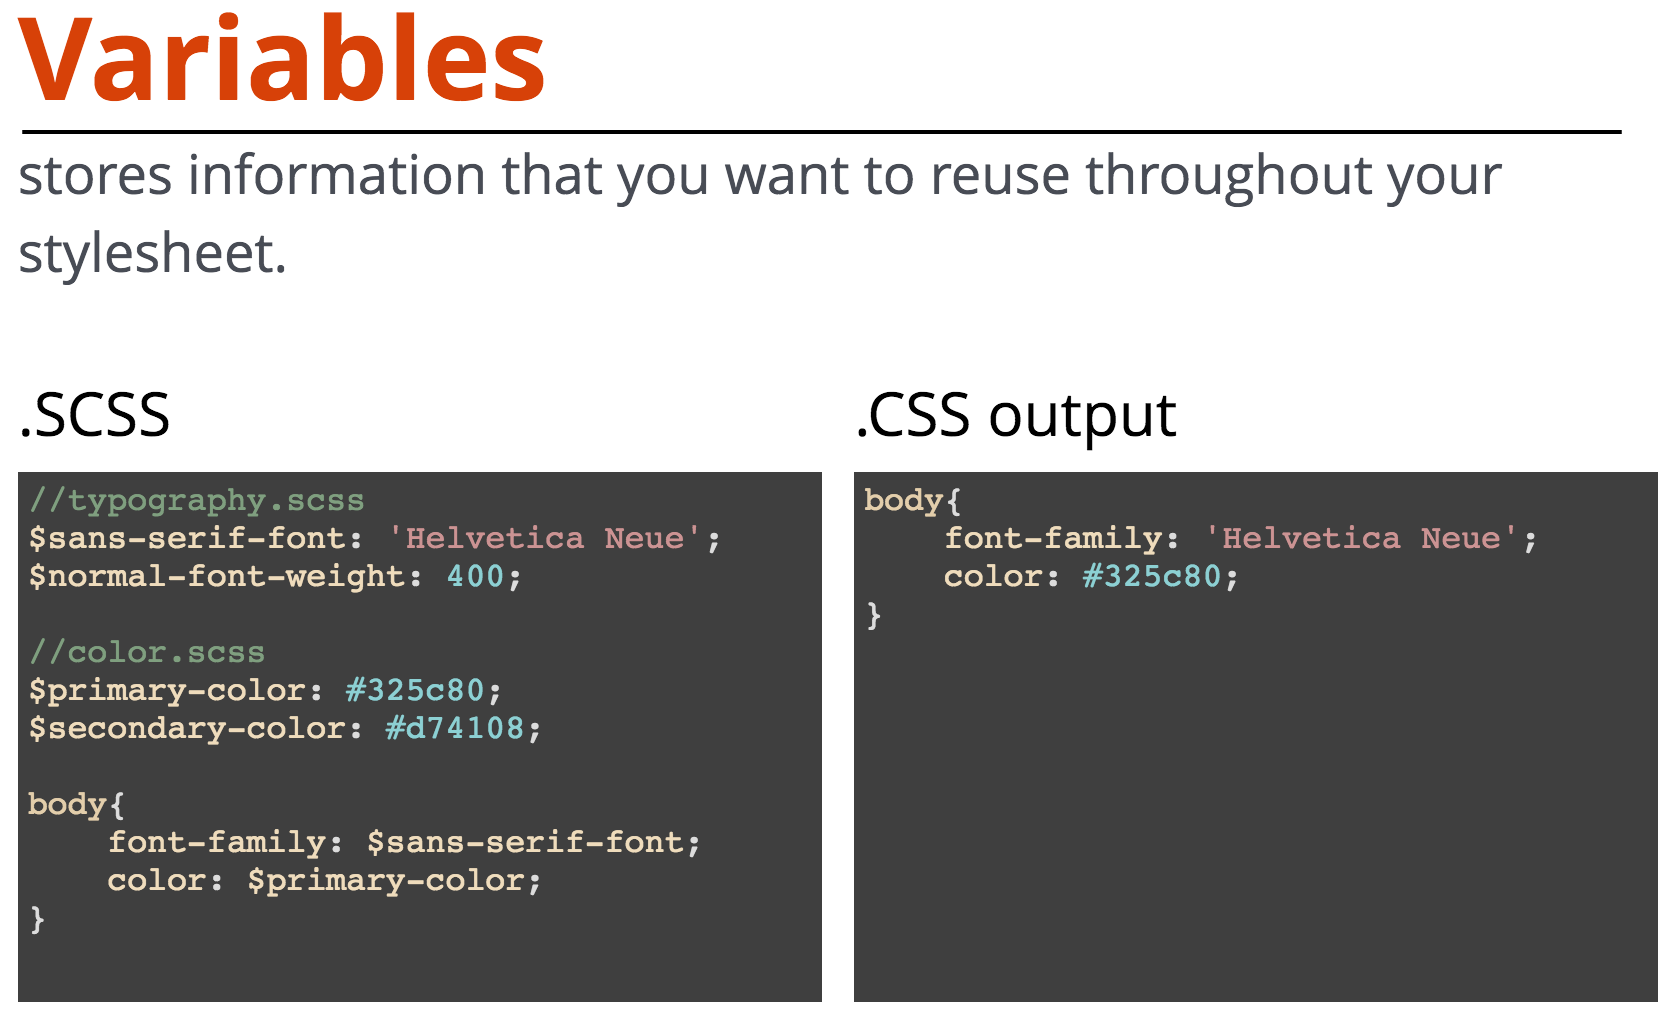 Variables
stores information that you want to reuse throughout your
stylesheet.
.SCSS
//typography.scss
$sans-serif-font: 'Helvetica Neue';
$normal-font-weight: 400;
//color.scss
$primary-color: #325c80;
$secondary-color: #d74108;
body{
    font-family: $sans-serif-font;
    color: $primary-color;
}
.CSS output
body{
    font-family: 'Helvetica Neue';
    color: #325c80;
}